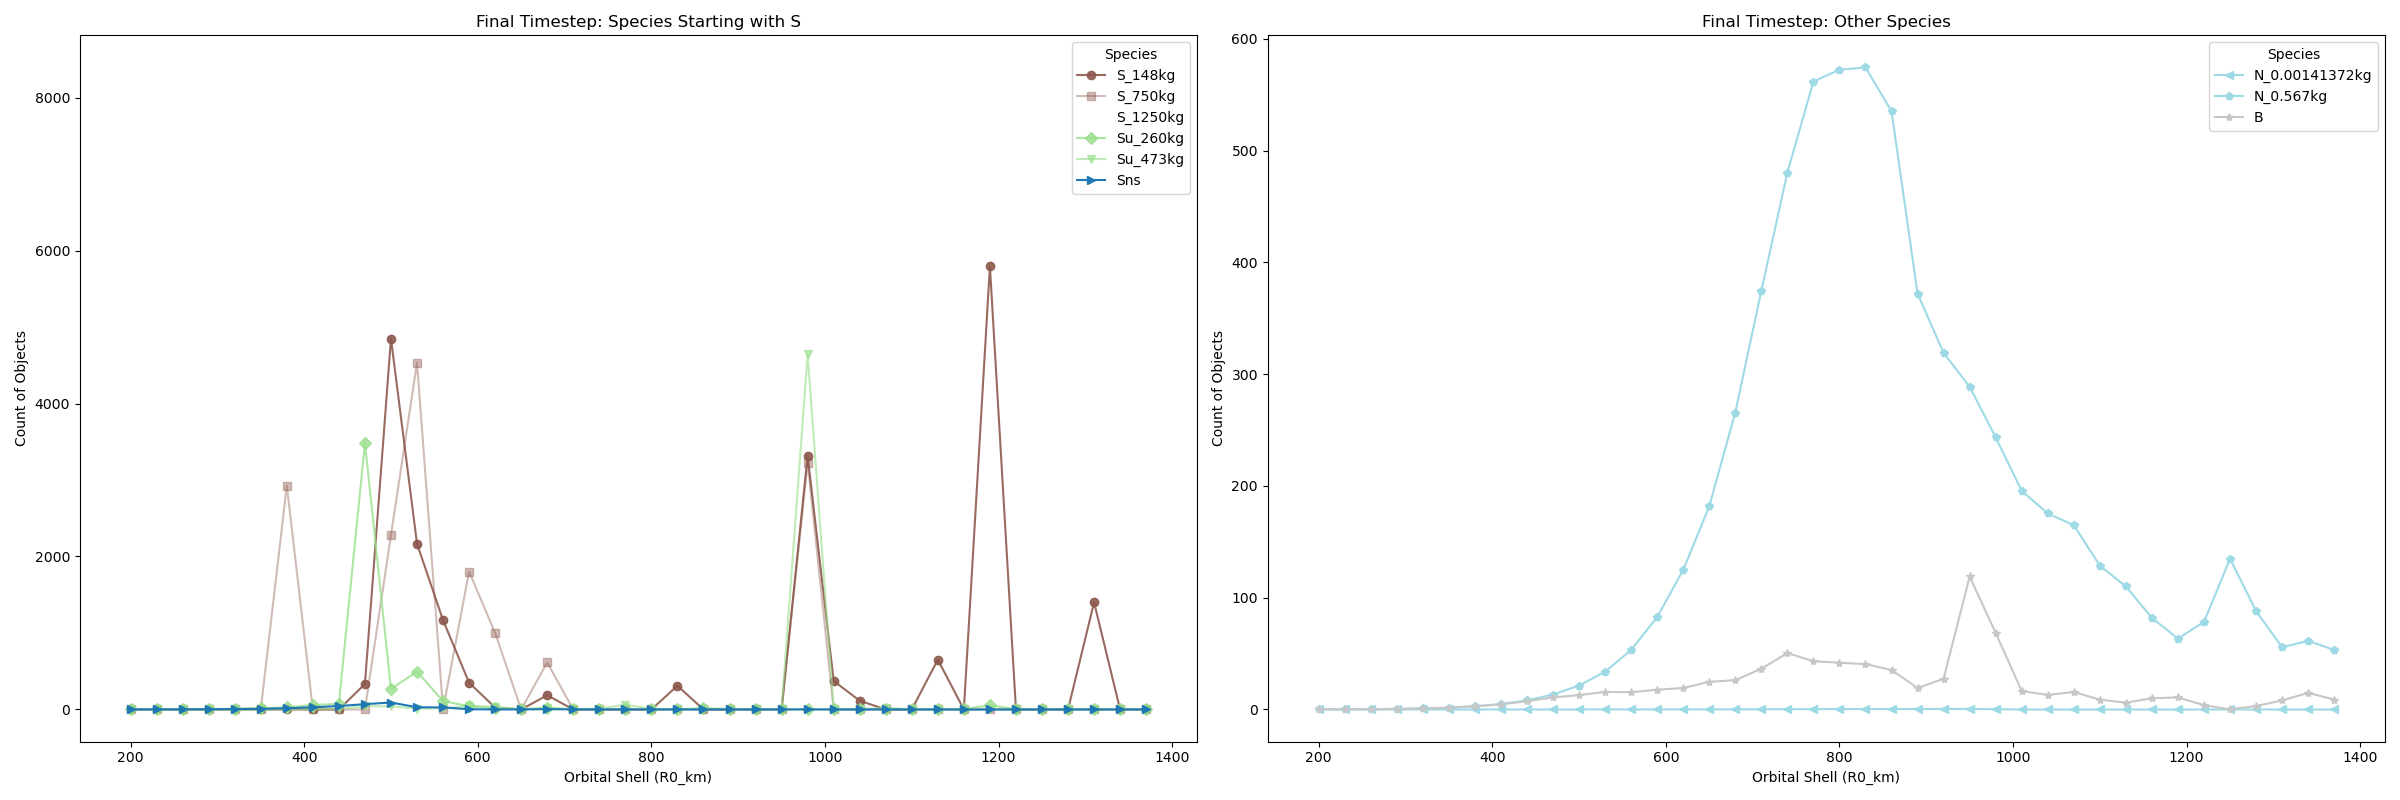 Final Timestep: Species Starting with S
Count of Objects
8000
6000
4000
2000
0
200 400 600 800 1000 1200 1400
Orbital Shell (R0_km)
Species
S_148kg
S_750kg
S_1250kg
Su_260kg
Su_473kg
Sns
Final Timestep: Other Species
Count of Objects
600
500
400
300
200
100
0
200 400 600 800 1000 1200 1400
Orbital Shell (R0_km)
Species
N_0.00141372kg
N_0.567kg
B